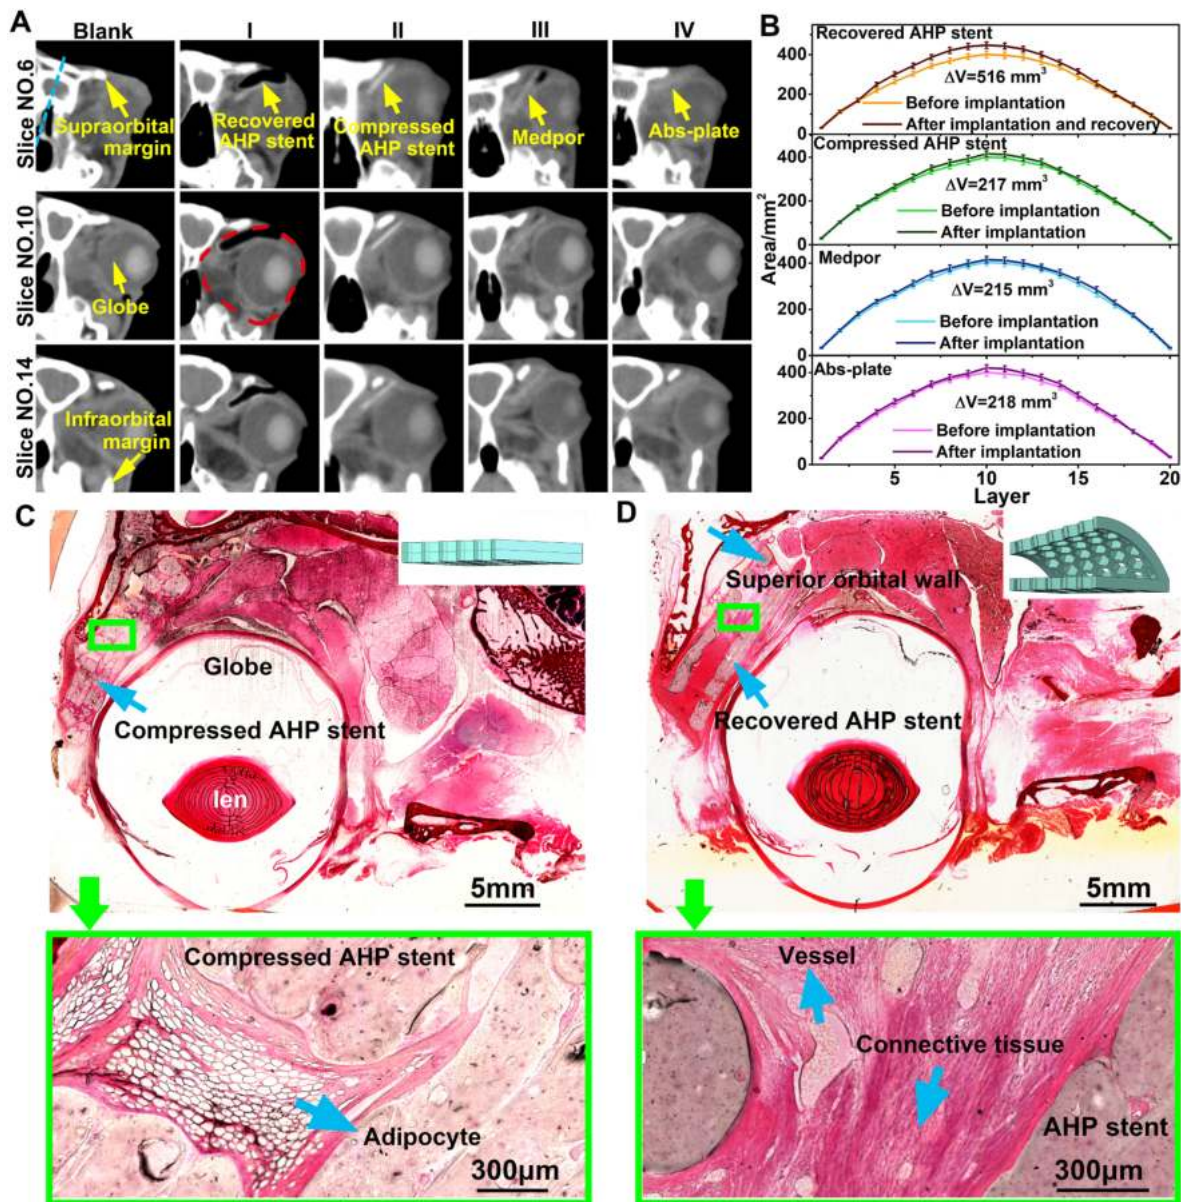 A
Blank
I
II
III
IV
Slice NO.6
Supraorbital
margin
Recovered
AHP stent
Compressed
AHP stent
Medpor
Abs-plate
Slice NO.10
Globe
Slice NO.14
Infraorbital
margin
B
Area/mm²
Recovered AHP stent
ΔV=516 mm³
Before implantation
After implantation and recovery
400
200
0
Compressed AHP stent
ΔV=217 mm³
Before implantation
After implantation
400
200
0
Medpor
ΔV=215 mm³
Before implantation
After implantation
400
200
0
Abs-plate
ΔV=218 mm³
Before implantation
After implantation
400
200
0
5
10
15
20
Layer
C
Globe
Compressed AHP stent
len
5mm
Compressed AHP stent
Adipocyte
300µm
D
Superior orbital wall
Recovered AHP stent
5mm
Vessel
Connective tissue
AHP stent
300µm